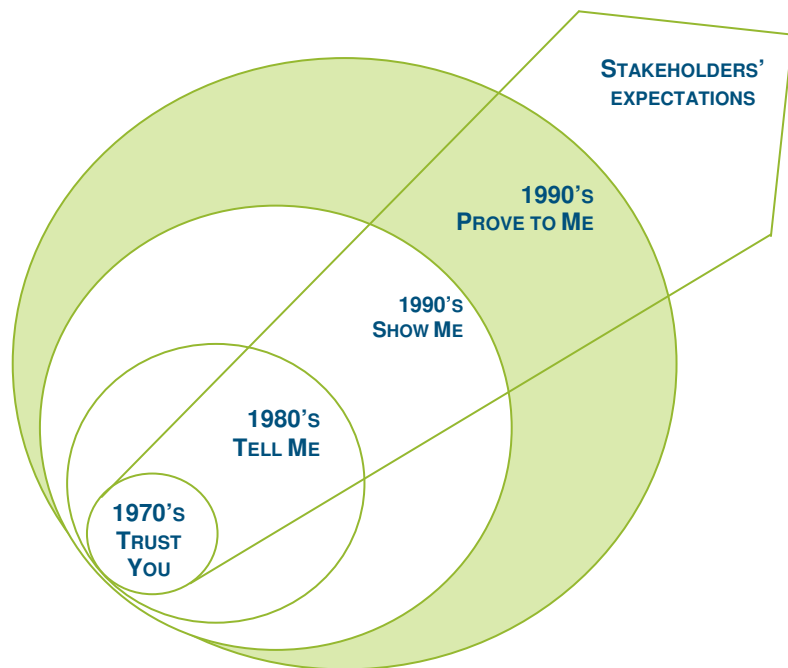 STAKEHOLDERS'
EXPECTATIONS
1990'S
PROVE TO ME
1990'S
SHOW ME
1980'S
TELL ME
1970'S
TRUST
YOU